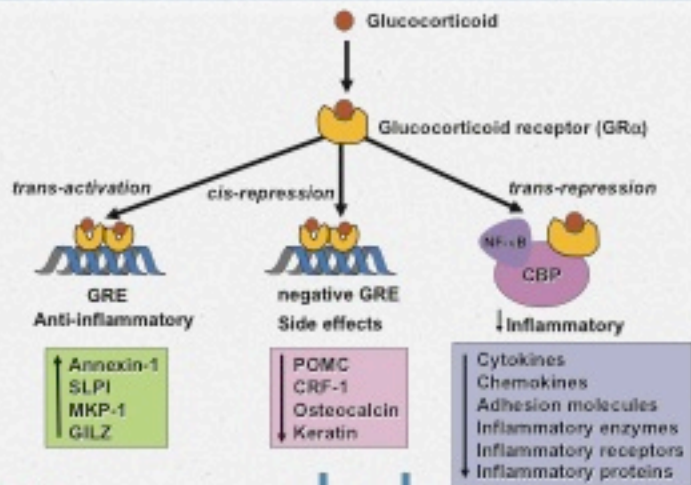 Glucocorticoid
Glucocorticoid receptor (GRα)
trans-activation
cis-repression
trans-repression
NF-κB
CBP
GRE
Anti-inflammatory
negative GRE
Side effects
↓Inflammatory
Annexin-1
SLPI
MKP-1
GILZ
POMC
CRF-1
Osteocalcin
Keratin
Cytokines
Chemokines
Adhesion molecules
Inflammatory enzymes
Inflammatory receptors
Inflammatory proteins